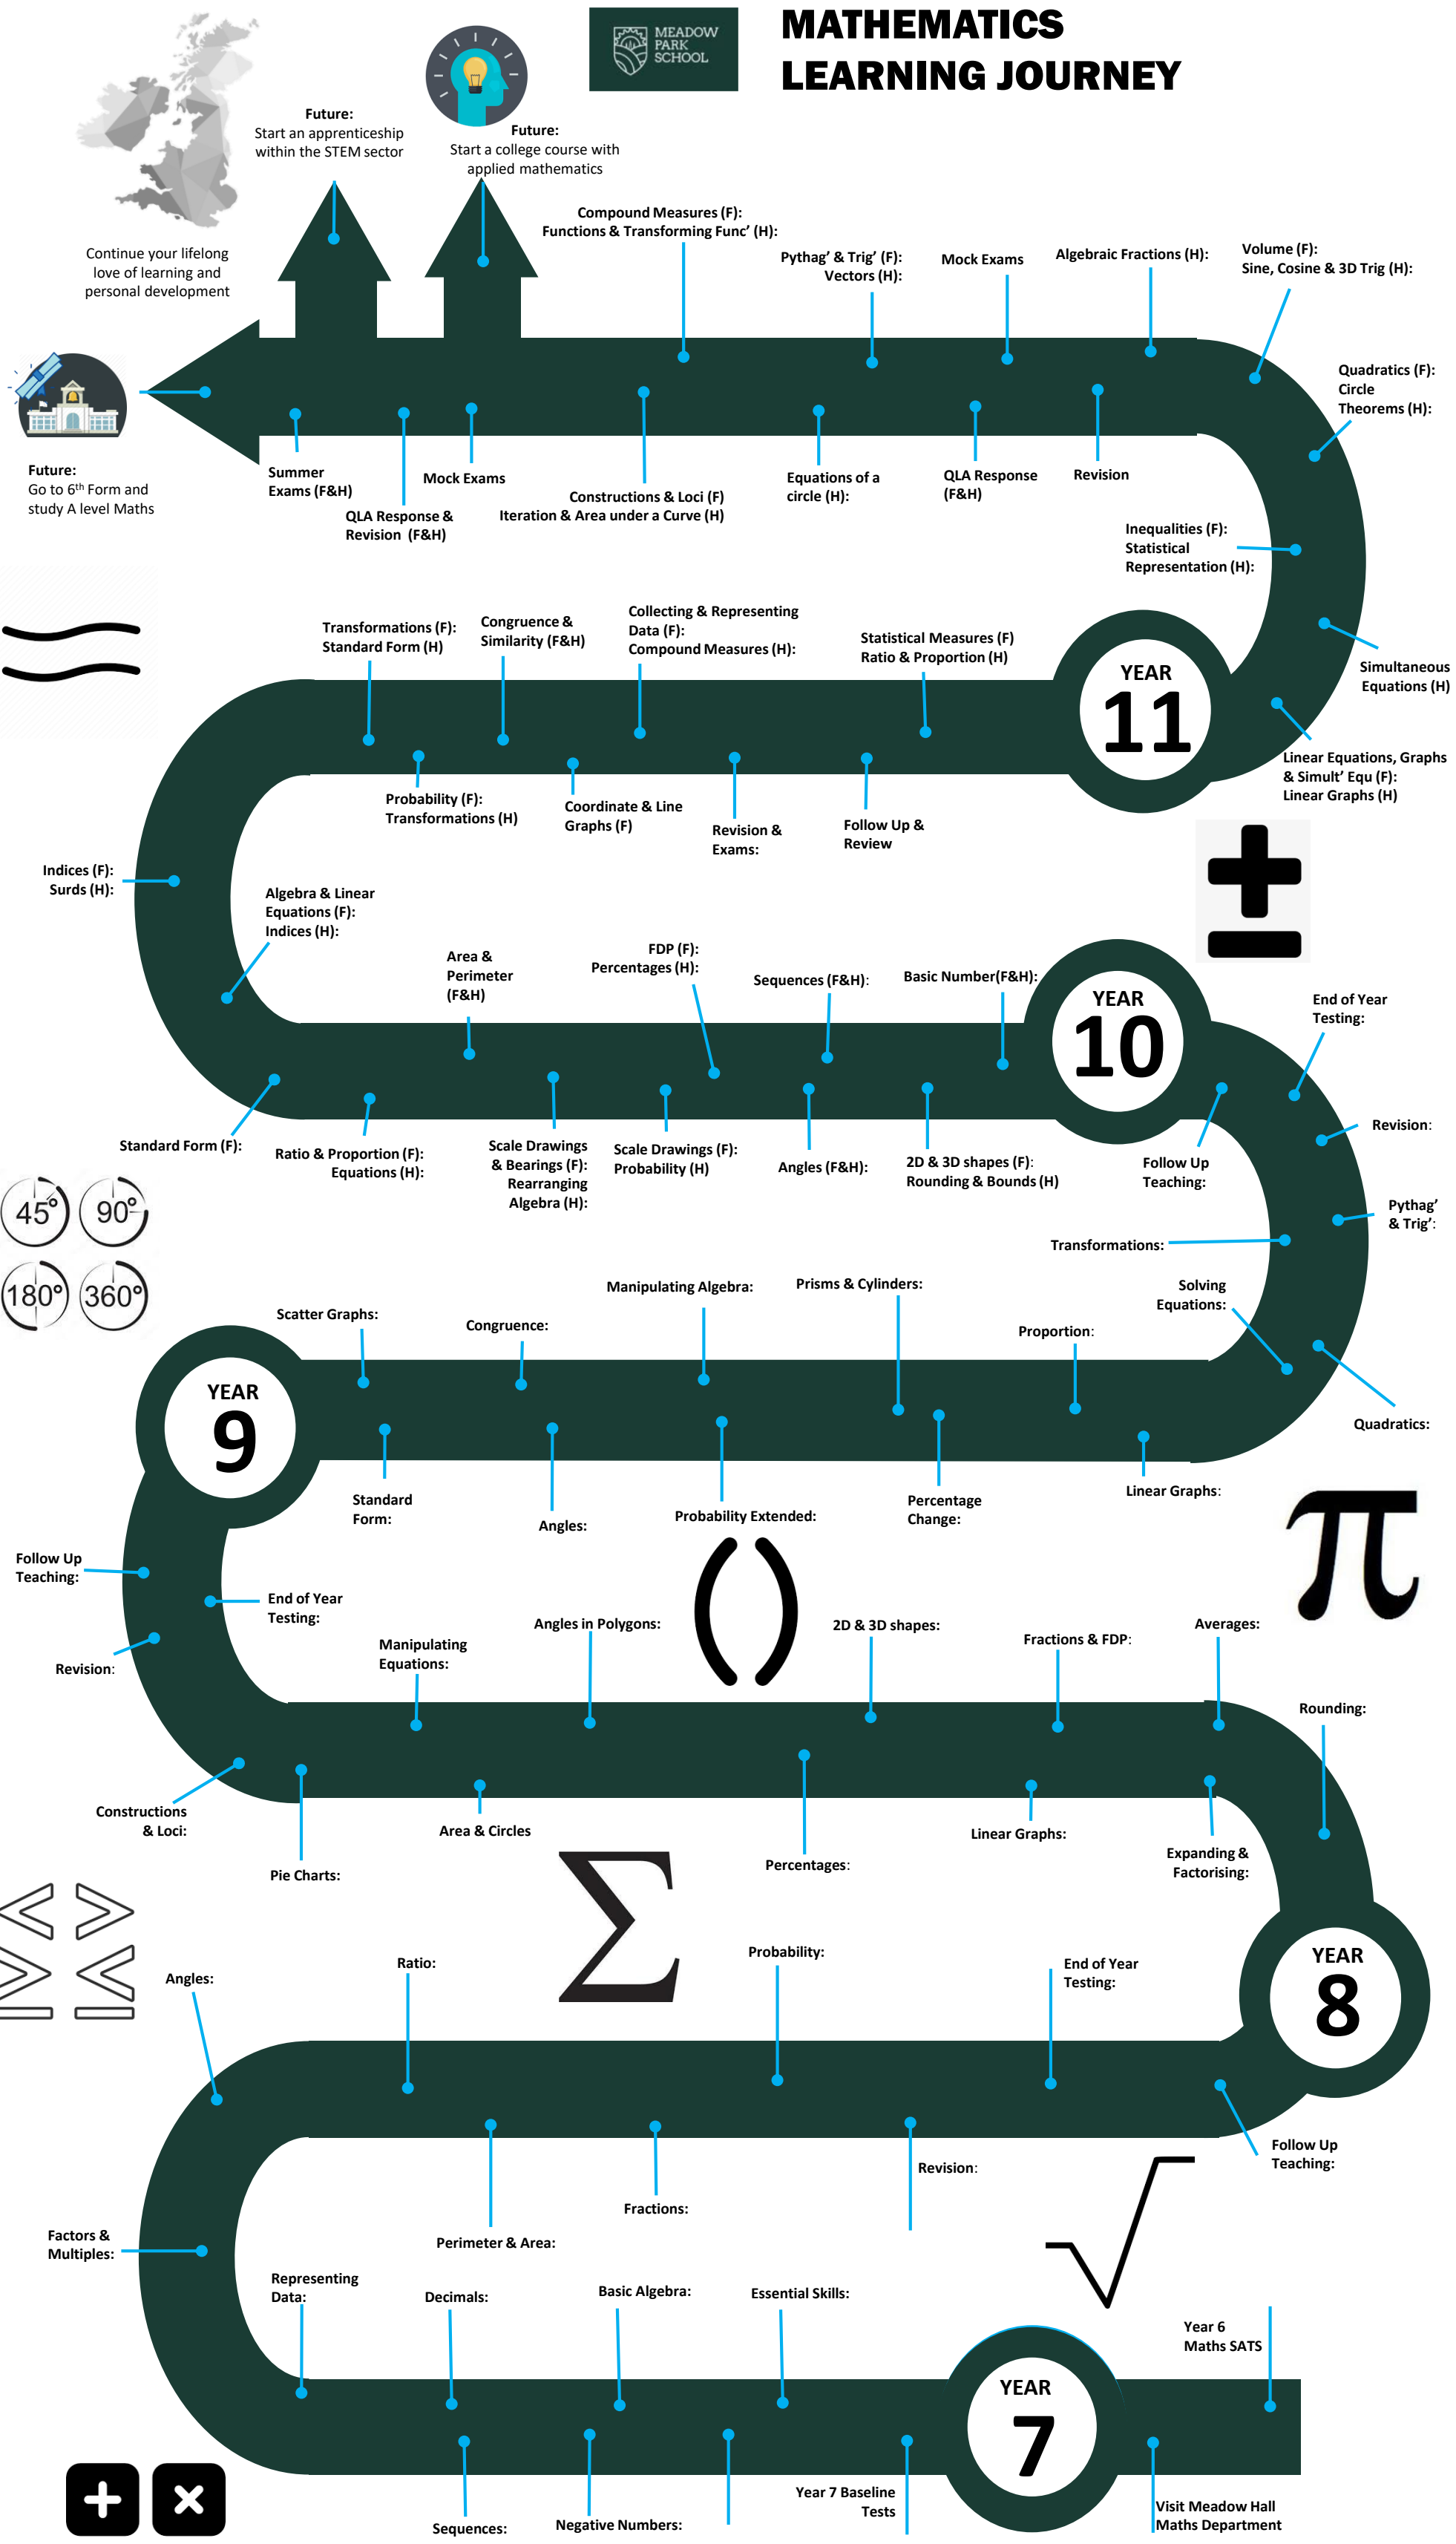 MEADOW
PARK
SCHOOL
MATHEMATICS
LEARNING JOURNEY
Future:
Start an apprenticeship
within the STEM sector
Future:
Start a college course with
applied mathematics
Continue your lifelong
love of learning and
personal development
Future:
Go to 6th Form and
study A level Maths
Compound Measures (F):
Functions & Transforming Func' (H):
Pythag' & Trig' (F):
Vectors (H):
Mock Exams
Algebraic Fractions (H):
Volume (F):
Sine, Cosine & 3D Trig (H):
Quadratics (F):
Circle
Theorems (H):
Summer
Exams (F&H)
QLA Response &
Revision (F&H)
Mock Exams
Constructions & Loci (F)
Iteration & Area under a Curve (H)
Equations of a
circle (H):
QLA Response
(F&H)
Revision
Inequalities (F):
Statistical
Representation (H):
Simultaneous
Equations (H)
Linear Equations, Graphs
& Simult' Equ (F):
Linear Graphs (H)
YEAR
11
Transformations (F):
Standard Form (H)
Congruence &
Similarity (F&H)
Collecting & Representing
Data (F):
Compound Measures (H):
Statistical Measures (F)
Ratio & Proportion (H)
Probability (F):
Transformations (H)
Coordinate & Line
Graphs (F)
Revision &
Exams:
Follow Up &
Review
±
Indices (F):
Surds (H):
Algebra & Linear
Equations (F):
Indices (H):
Area &
Perimeter
(F&H)
FDP (F):
Percentages (H):
Sequences (F&H):
Basic Number(F&H):
YEAR
10
End of Year
Testing:
Revision:
Standard Form (F):
Ratio & Proportion (F):
Equations (H):
Scale Drawings
& Bearings (F):
Rearranging
Algebra (H):
Scale Drawings (F):
Probability (H)
Angles (F&H):
2D & 3D shapes (F):
Rounding & Bounds (H)
Follow Up
Teaching:
Pythag'
& Trig':
45° 90°
180° 360°
Transformations:
Solving
Equations:
Quadratics:
Scatter Graphs:
Congruence:
Manipulating Algebra:
Prisms & Cylinders:
Proportion:
YEAR
9
Standard
Form:
Angles:
Probability Extended:
Percentage
Change:
Linear Graphs:
π
Follow Up
Teaching:
End of Year
Testing:
Revision:
Manipulating
Equations:
Angles in Polygons:
()
2D & 3D shapes:
Fractions & FDP:
Averages:
Rounding:
Constructions
& Loci:
Pie Charts:
Area & Circles
Percentages:
Linear Graphs:
Expanding &
Factorising:
Σ
< >
≥ ≤
YEAR
8
Angles:
Ratio:
Probability:
End of Year
Testing:
Follow Up
Teaching:
Perimeter & Area:
Fractions:
Revision:
√
Factors &
Multiples:
Representing
Data:
Decimals:
Basic Algebra:
Essential Skills:
Year 6
Maths SATS
YEAR
7
Sequences:
Negative Numbers:
Year 7 Baseline
Tests
Visit Meadow Hall
Maths Department
+ ×